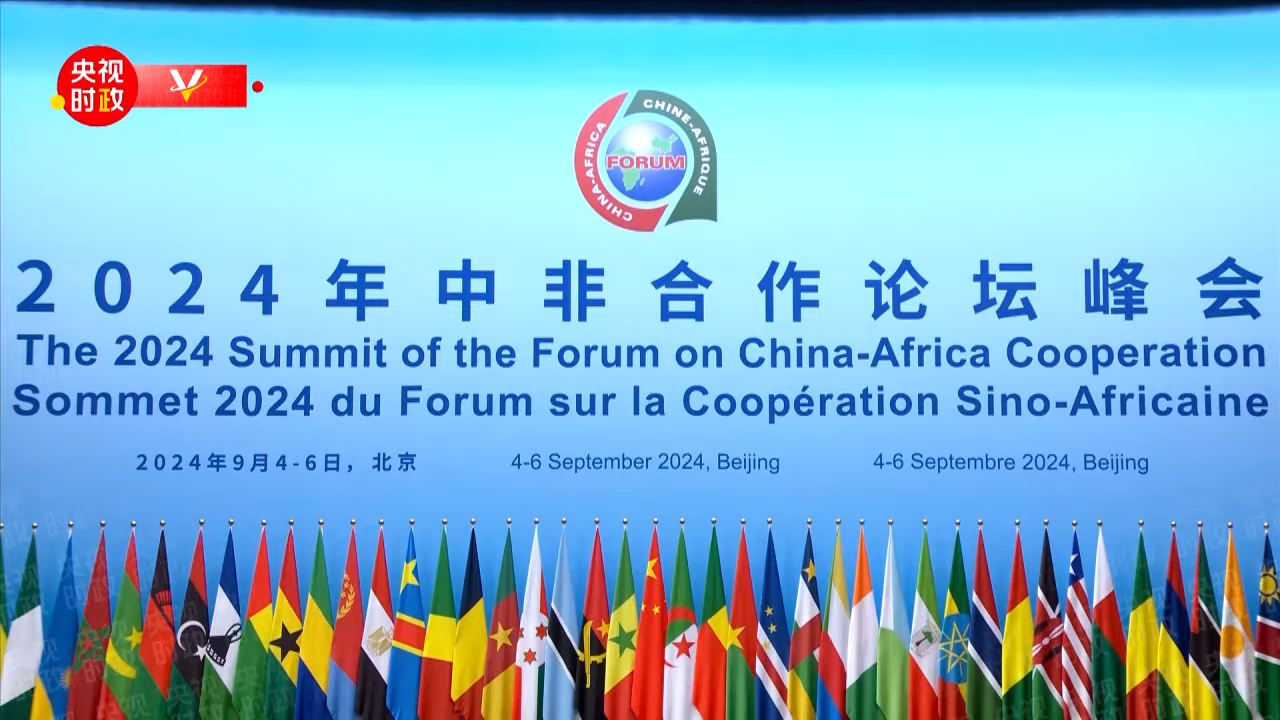 央视
时政
CHINA-AFRICA
CHINE-AFRIQUE
FORUM
2024年中非合作论坛峰会
The 2024 Summit of the Forum on China-Africa Cooperation
Sommet 2024 du Forum sur la Coopération Sino-Africaine
2024年9月4-6日，北京
4-6 September 2024, Beijing
4-6 Septembre 2024, Beijing